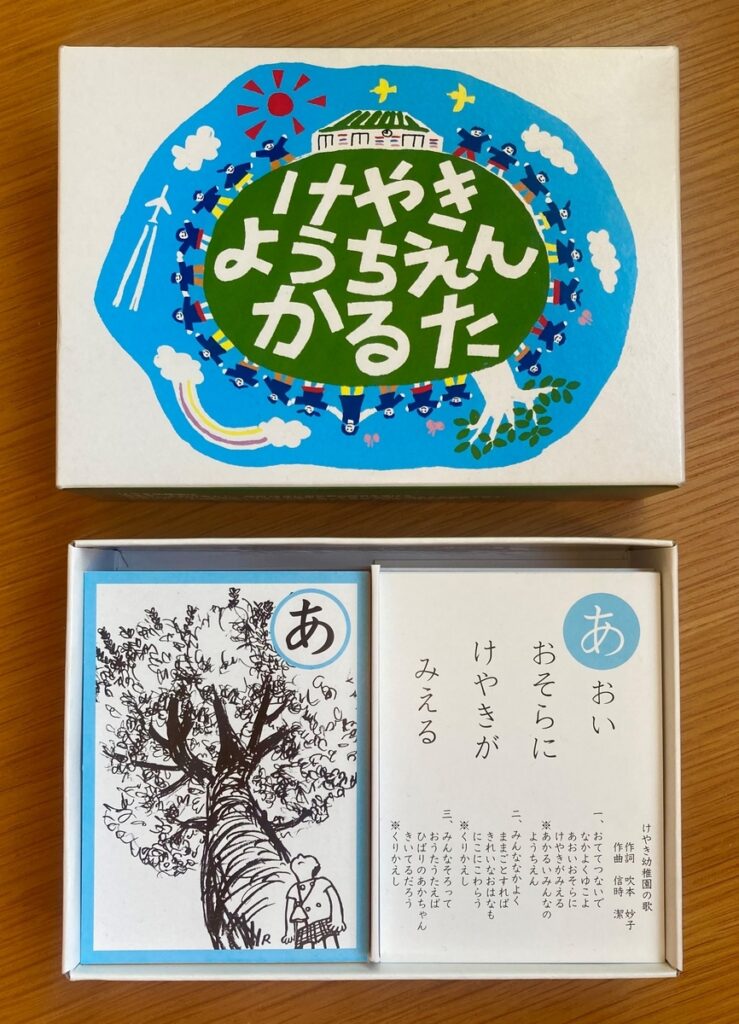 けやき
ようちえん
かるた
あ
R
あ
おい
おそらに
けやきが
みえる
けやき幼稚園の歌
作詞 吹本 妙子
作曲 信時 潔
一、おててつないで
なかよくゆこよ
あおいおそらに
けやきがみえる
※あかるいみんなの
ようちえん
二、みんななかよく
ままごとすれば
きれいなおはなも
にこにこわらう
※くりかえし
三、みんなそろって
おうたうたえば
ひばりのあかちゃん
きいてるだろう
※くりかえし